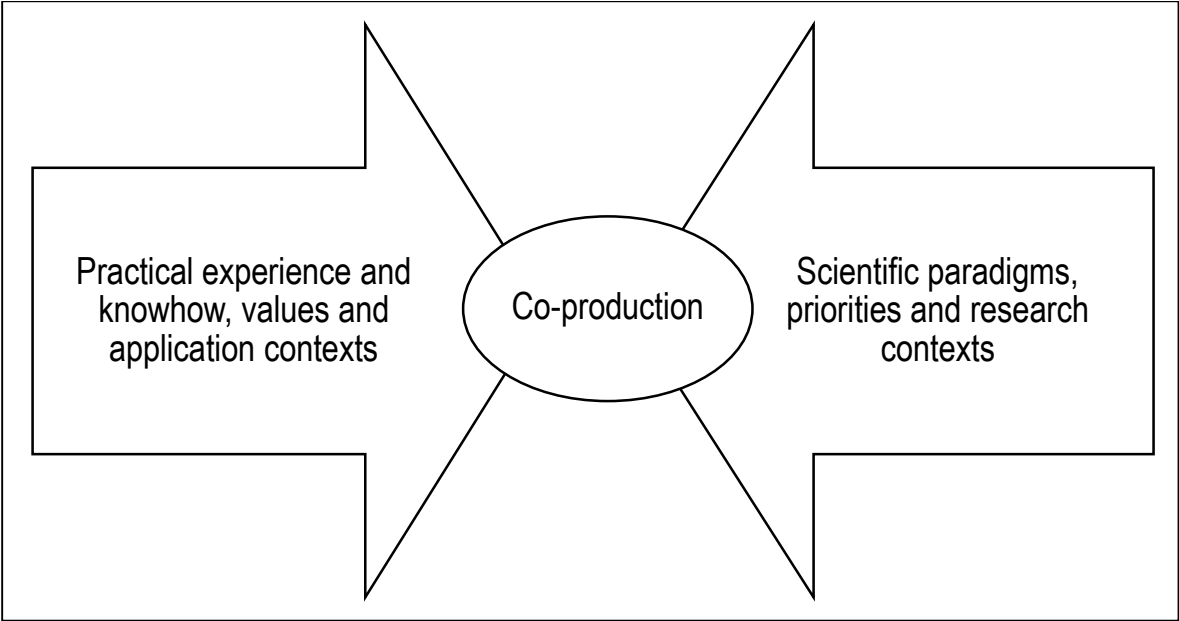 Practical experience and
knowhow, values and
application contexts
Co-production
Scientific paradigms,
priorities and research
contexts